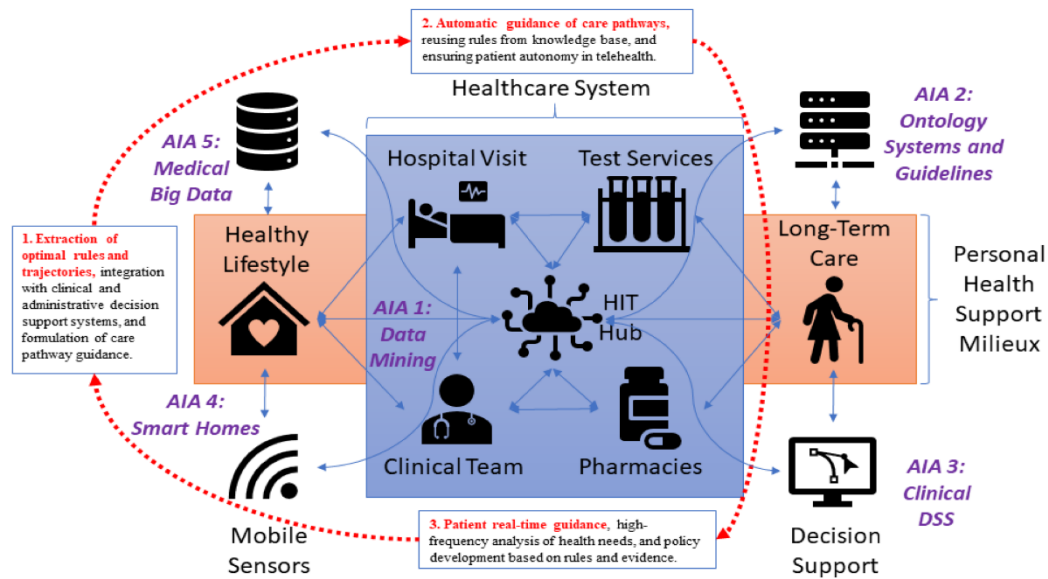 2. Automatic guidance of care pathways,
reusing rules from knowledge base, and
ensuring patient autonomy in telehealth.
Healthcare System
AIA 5:
Medical
Big Data
AIA 2:
Ontology
Systems and
Guidelines
Hospital Visit
Test Services
1. Extraction of
optimal rules and
trajectories, integration
with clinical and
administrative decision
support systems, and
formulation of care
pathway guidance.
Healthy
Lifestyle
Long-Term
Care
Personal
Health
Support
Milieux
AIA 1:
Data
Mining
HIT
Hub
AIA 4:
Smart Homes
Clinical Team
Pharmacies
AIA 3:
Clinical
DSS
Mobile
Sensors
3. Patient real-time guidance, high-
frequency analysis of health needs, and policy
development based on rules and evidence.
Decision
Support